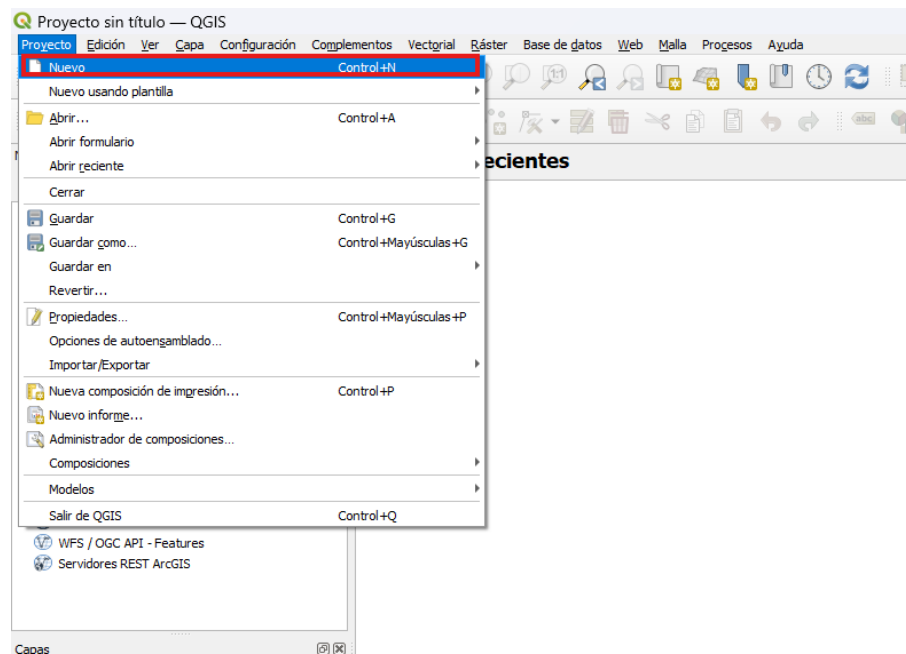 Proyecto sin título — QGIS
Proyecto Edición Ver Capa Configuración Complementos Vectorial Ráster Base de datos Web Malla Procesos Ayuda
Nuevo Control+N
Nuevo usando plantilla
Abrir... Control+A
Abrir formulario
Abrir reciente
ecientes
Cerrar
Guardar Control+G
Guardar como... Control+Mayúsculas+G
Guardar en
Revertir...
Propiedades... Control+Mayúsculas+P
Opciones de autoensamblado...
Importar/Exportar
Nueva composición de impresión... Control+P
Nuevo informe...
Administrador de composiciones...
Composiciones
Modelos
Salir de QGIS Control+Q
WFS / OGC API - Features
Servidores REST ArcGIS
Capas